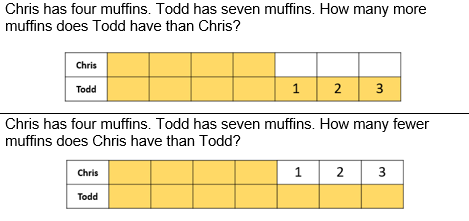 Chris has four muffins. Todd has seven muffins. How many more
muffins does Todd have than Chris?
Chris
Todd 1 2 3
Chris has four muffins. Todd has seven muffins. How many fewer
muffins does Chris have than Todd?
Chris 1 2 3
Todd